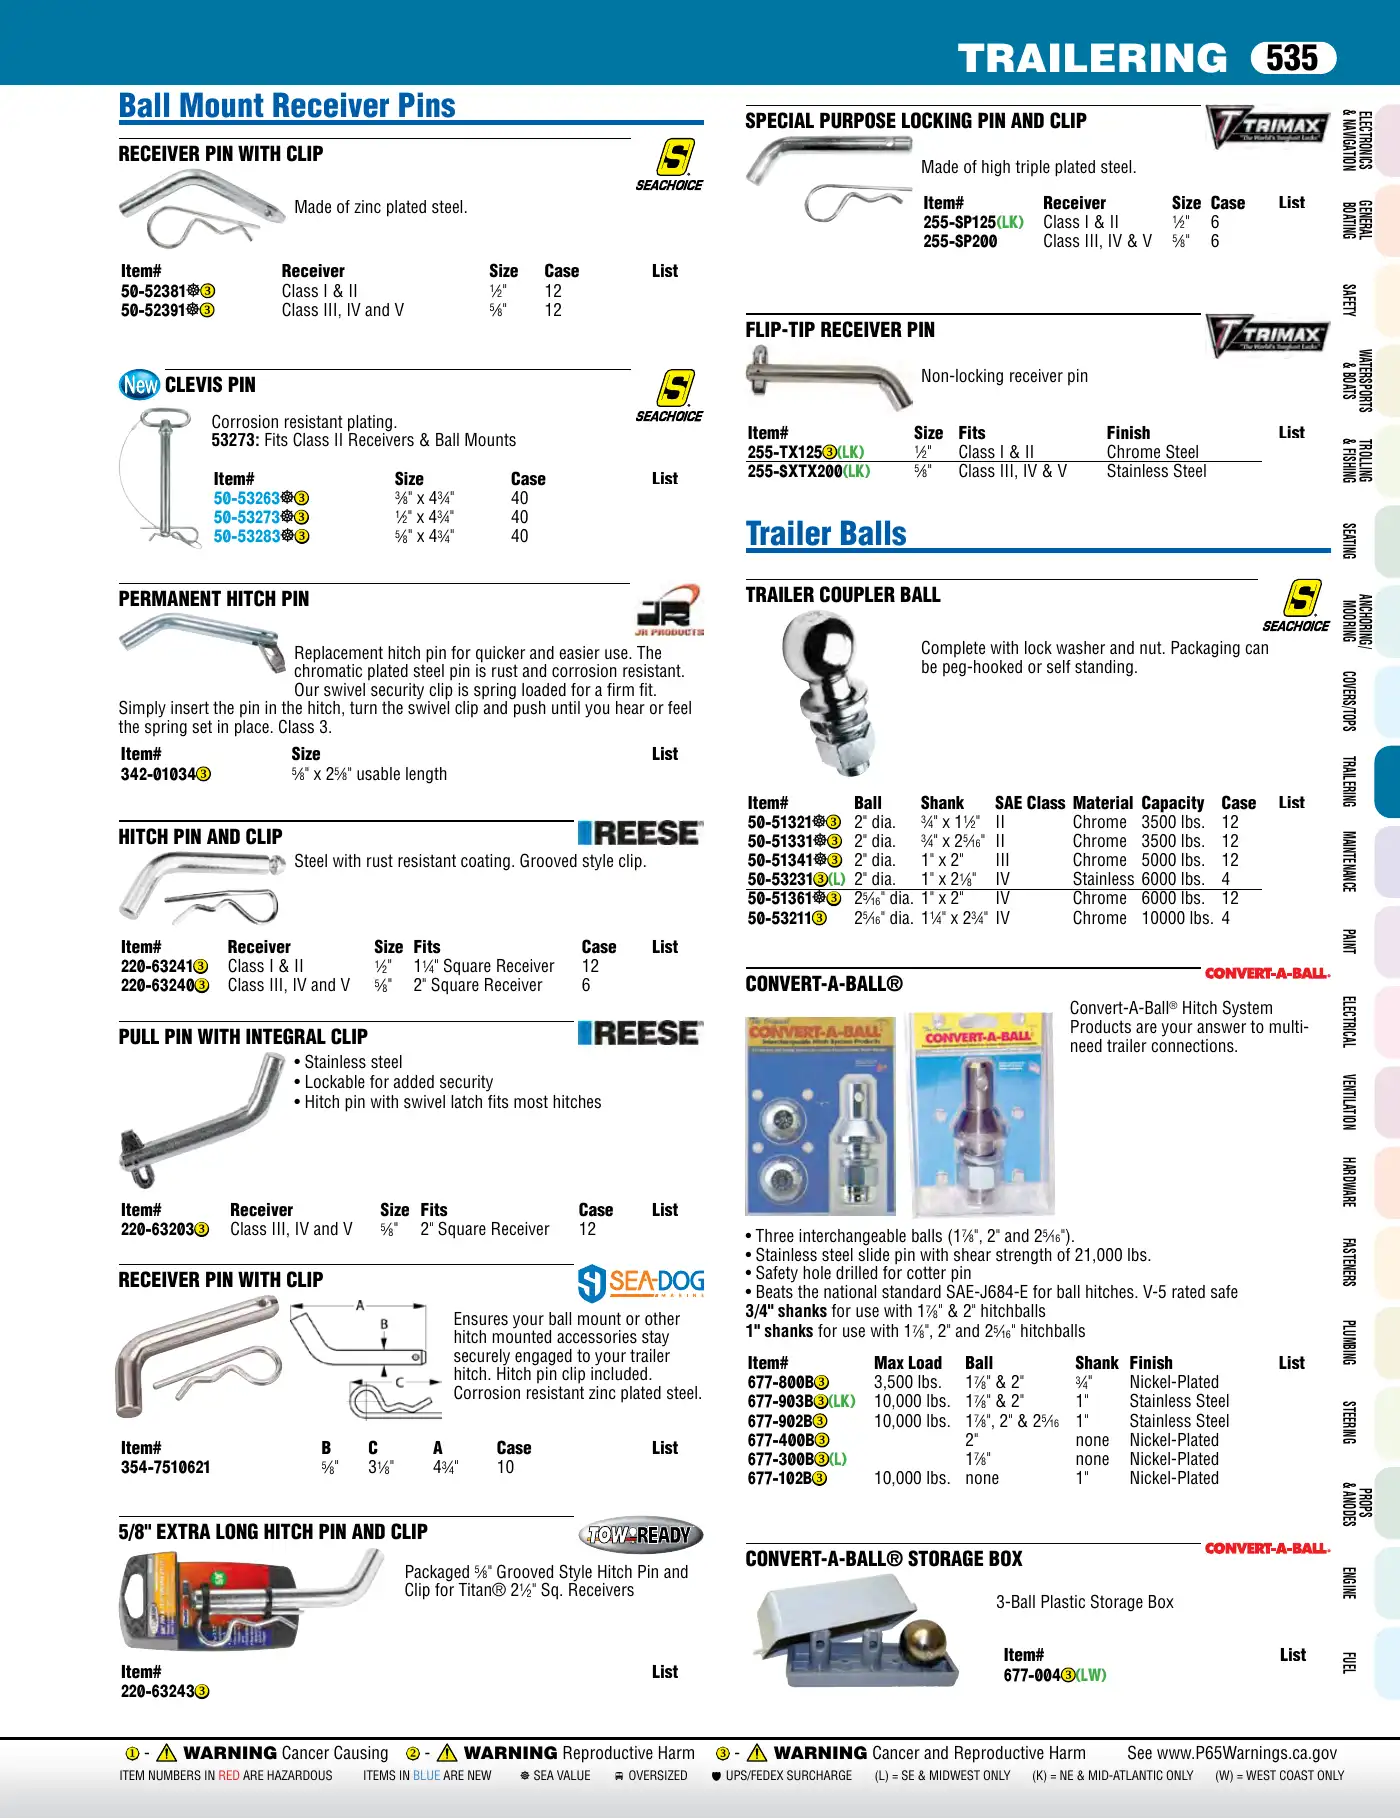 TRAILERING 535
Ball Mount Receiver Pins
RECEIVER PIN WITH CLIP
SEACHOICE
Made of zinc plated steel.
Item# Receiver Size Case List
50-52381③ Class I & II ½" 12
50-52391③ Class III, IV and V ⅝" 12
New CLEVIS PIN
SEACHOICE
Corrosion resistant plating.
53273: Fits Class II Receivers & Ball Mounts
Item# Size Case List
50-53263③ ⅜" x 4¾" 40
50-53273③ ½" x 4¾" 40
50-53283③ ⅝" x 4¾" 40
PERMANENT HITCH PIN
JR PRODUCTS
Replacement hitch pin for quicker and easier use. The
chromatic plated steel pin is rust and corrosion resistant.
Our swivel security clip is spring loaded for a firm fit.
Simply insert the pin in the hitch, turn the swivel clip and push until you hear or feel
the spring set in place. Class 3.
Item# Size List
342-01034③ ⅝" x 2⅝" usable length
HITCH PIN AND CLIP
REESE
Steel with rust resistant coating. Grooved style clip.
Item# Receiver Size Fits Case List
220-63241③ Class I & II ½" 1¼" Square Receiver 12
220-63240③ Class III, IV and V ⅝" 2" Square Receiver 6
PULL PIN WITH INTEGRAL CLIP
REESE
• Stainless steel
• Lockable for added security
• Hitch pin with swivel latch fits most hitches
Item# Receiver Size Fits Case List
220-63203③ Class III, IV and V ⅝" 2" Square Receiver 12
RECEIVER PIN WITH CLIP
SEA-DOG
MARINE
A
B
C
Ensures your ball mount or other
hitch mounted accessories stay
securely engaged to your trailer
hitch. Hitch pin clip included.
Corrosion resistant zinc plated steel.
Item# B C A Case List
354-7510621 ⅝" 3⅛" 4¾" 10
5/8" EXTRA LONG HITCH PIN AND CLIP
TOW-READY
Packaged ⅝" Grooved Style Hitch Pin and
Clip for Titan® 2½" Sq. Receivers
Item# List
220-63243③
SPECIAL PURPOSE LOCKING PIN AND CLIP
TRIMAX
Made of high triple plated steel.
Item# Receiver Size Case List
255-SP125(LK) Class I & II ½" 6
255-SP200 Class III, IV & V ⅝" 6
FLIP-TIP RECEIVER PIN
TRIMAX
Non-locking receiver pin
Item# Size Fits Finish List
255-TX125③(LK) ½" Class I & II Chrome Steel
255-SXTX200(LK) ⅝" Class III, IV & V Stainless Steel
Trailer Balls
TRAILER COUPLER BALL
SEACHOICE
Complete with lock washer and nut. Packaging can
be peg-hooked or self standing.
Item# Ball Shank SAE Class Material Capacity Case List
50-51321③ 2" dia. ¾" x 1½" II Chrome 3500 lbs. 12
50-51331③ 2" dia. ¾" x 2⁵⁄₁₆" II Chrome 3500 lbs. 12
50-51341③ 2" dia. 1" x 2" III Chrome 5000 lbs. 12
50-53231③(L) 2" dia. 1" x 2⅛" IV Stainless 6000 lbs. 4
50-51361③ 2⁵⁄₁₆" dia. 1" x 2" IV Chrome 6000 lbs. 12
50-53211③ 2⁵⁄₁₆" dia. 1¼" x 2¾" IV Chrome 10000 lbs. 4
CONVERT-A-BALL®
CONVERT-A-BALL.
CONVERT-A-BALL
CONVERT-A-BALL
Convert-A-Ball® Hitch System
Products are your answer to multi-
need trailer connections.
• Three interchangeable balls (1⅞", 2" and 2⁵⁄₁₆").
• Stainless steel slide pin with shear strength of 21,000 lbs.
• Safety hole drilled for cotter pin
• Beats the national standard SAE-J684-E for ball hitches. V-5 rated safe
3/4" shanks for use with 1⅞" & 2" hitchballs
1" shanks for use with 1⅞", 2" and 2⁵⁄₁₆" hitchballs
Item# Max Load Ball Shank Finish List
677-800B③ 3,500 lbs. 1⅞" & 2" ¾" Nickel-Plated
677-903B③(LK) 10,000 lbs. 1⅞" & 2" 1" Stainless Steel
677-902B③ 10,000 lbs. 1⅞", 2" & 2⁵⁄₁₆ 1" Stainless Steel
677-400B③ 2" none Nickel-Plated
677-300B③(L) 1⅞" none Nickel-Plated
677-102B③ 10,000 lbs. none 1" Nickel-Plated
CONVERT-A-BALL® STORAGE BOX
CONVERT-A-BALL.
3-Ball Plastic Storage Box
Item# List
677-004③(LW)
ELECTRONICS
& NAVIGATION
GENERAL
BOATING
SAFETY
WATERSPORTS
& BOATS
TROLLING
& FISHING
SEATING
ANCHORING/
MOORING
COVERS/TOPS
TRAILERING
MAINTENANCE
PAINT
ELECTRICAL
VENTILATION
HARDWARE
FASTENERS
PLUMBING
STEERING
PROPS
& ANODES
ENGINE
FUEL
① - WARNING Cancer Causing ② - WARNING Reproductive Harm ③ - WARNING Cancer and Reproductive Harm See www.P65Warnings.ca.gov
ITEM NUMBERS IN RED ARE HAZARDOUS ITEMS IN BLUE ARE NEW SEA VALUE OVERSIZED UPS/FEDEX SURCHARGE (L) = SE & MIDWEST ONLY (K) = NE & MID-ATLANTIC ONLY (W) = WEST COAST ONLY